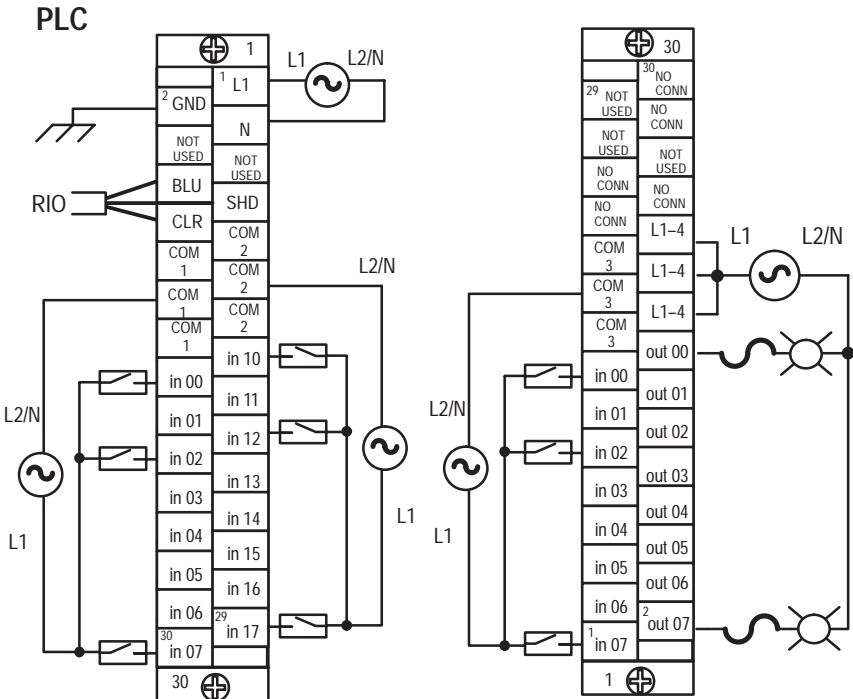 PLC
1
L1
L2/N
1 L1
2 GND
N
NOT USED
NOT USED
BLU
RIO
SHD
CLR
COM 2
COM 1
COM 2
COM 1
COM 2
COM 1
in 10
in 00
in 11
in 01
in 12
in 02
in 13
in 03
in 14
in 04
in 15
in 05
in 16
in 06
29 in 17
30 in 07
30
L2/N
L1
L2/N
L1
30
30 NO CONN
29 NOT USED
NO CONN
NOT USED
NOT USED
NO CONN
NO CONN
NO CONN
L1–4
COM 3
L1–4
COM 3
L1–4
COM 3
out 00
in 00
out 01
in 01
out 02
in 02
out 03
in 03
out 04
in 04
out 05
in 05
out 06
in 06
2 out 07
1 in 07
1
L1
L2/N
L2/N
L1